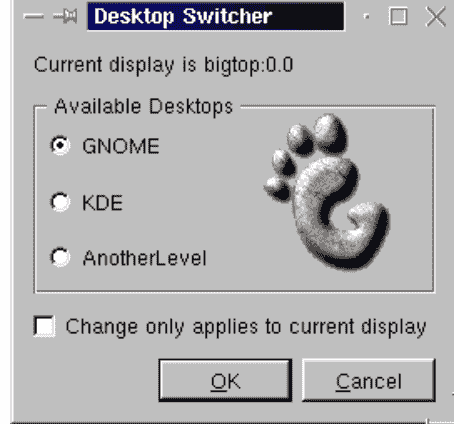 Desktop Switcher
Current display is bigtop:0.0
Available Desktops
GNOME
KDE
AnotherLevel
Change only applies to current display
OK
Cancel